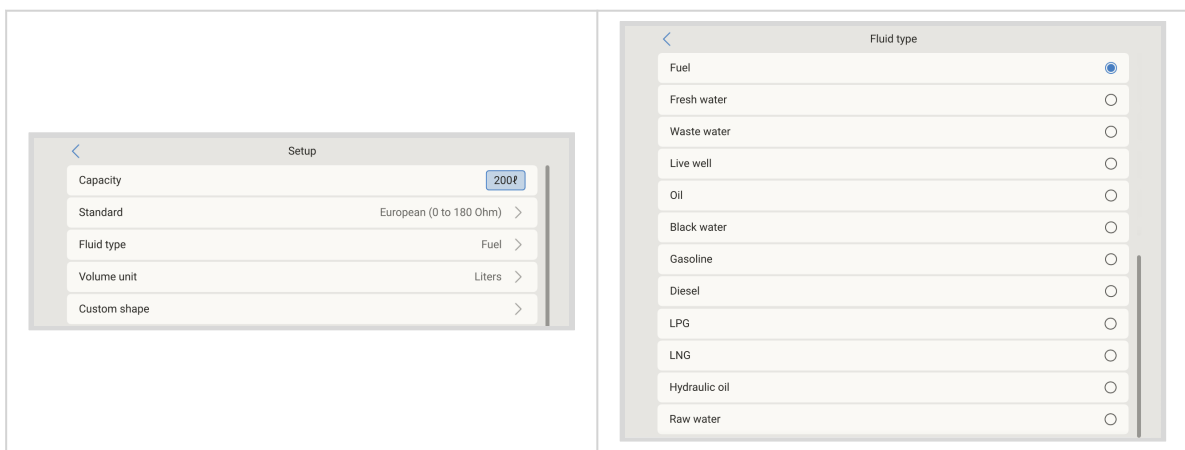 Setup
Capacity 200ℓ
Standard European (0 to 180 Ohm)
Fluid type Fuel
Volume unit Liters
Custom shape
Fluid type
Fuel
Fresh water
Waste water
Live well
Oil
Black water
Gasoline
Diesel
LPG
LNG
Hydraulic oil
Raw water